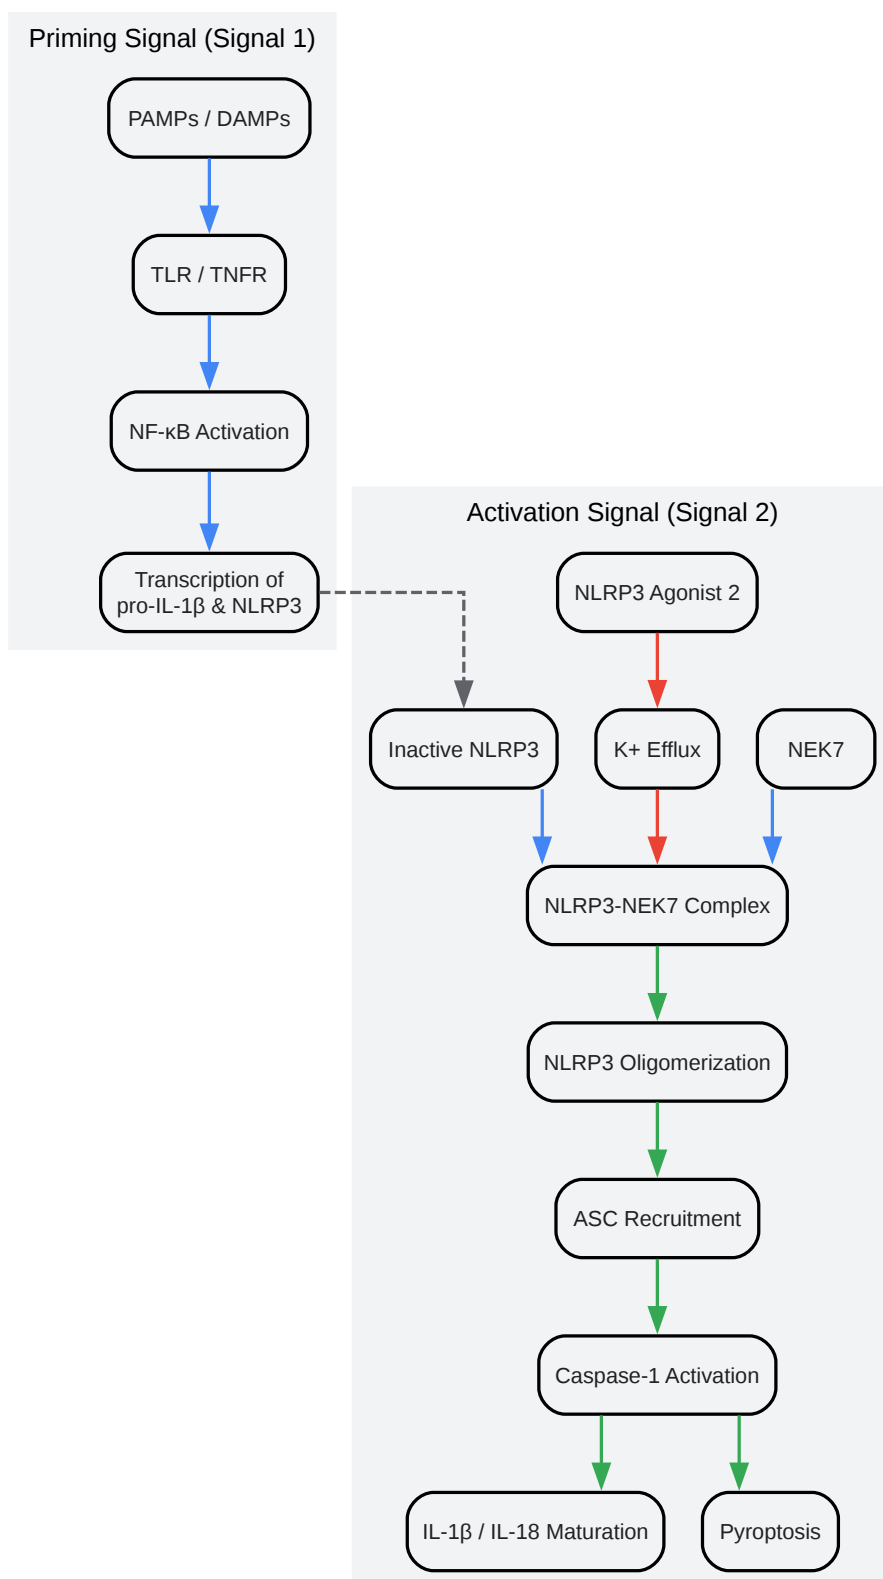 Priming Signal (Signal 1)
PAMPs / DAMPs
TLR / TNFR
NF-κB Activation
Transcription of
pro-IL-1β & NLRP3
Activation Signal (Signal 2)
NLRP3 Agonist 2
Inactive NLRP3
K+ Efflux
NEK7
NLRP3-NEK7 Complex
NLRP3 Oligomerization
ASC Recruitment
Caspase-1 Activation
IL-1β / IL-18 Maturation
Pyroptosis